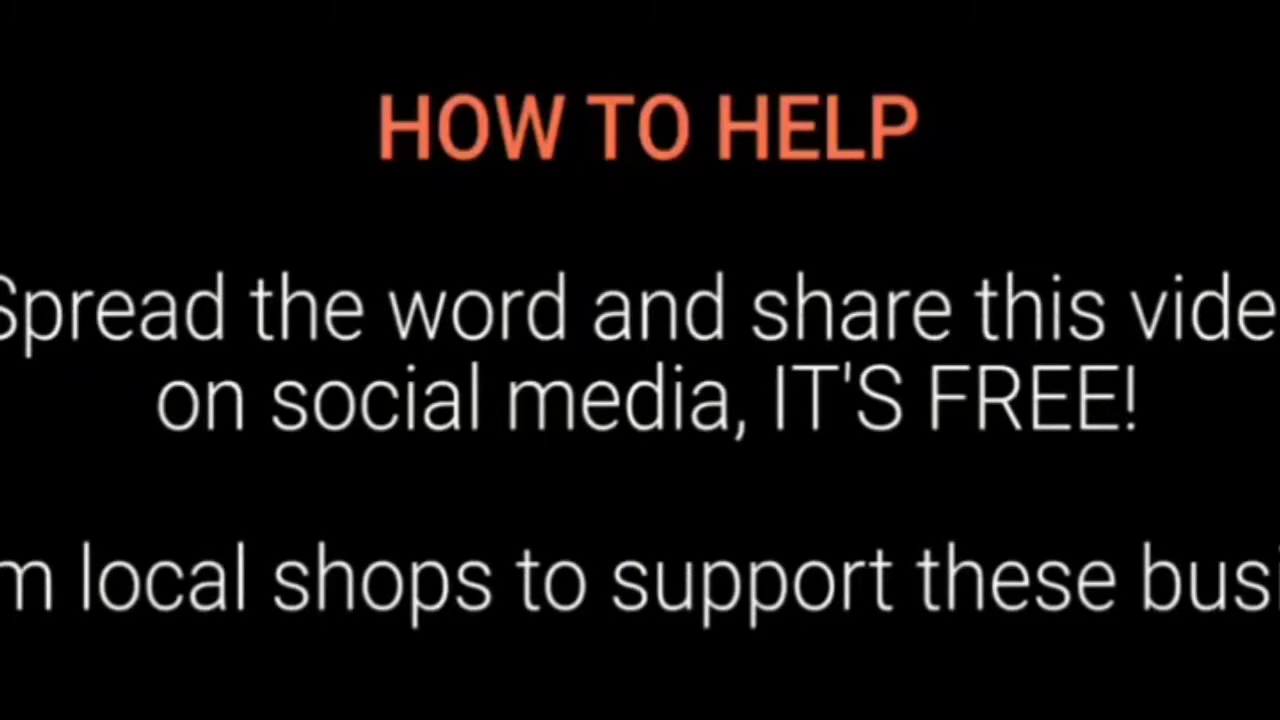 HOW TO HELP
Spread the word and share this vide
on social media, IT'S FREE!
m local shops to support these busi